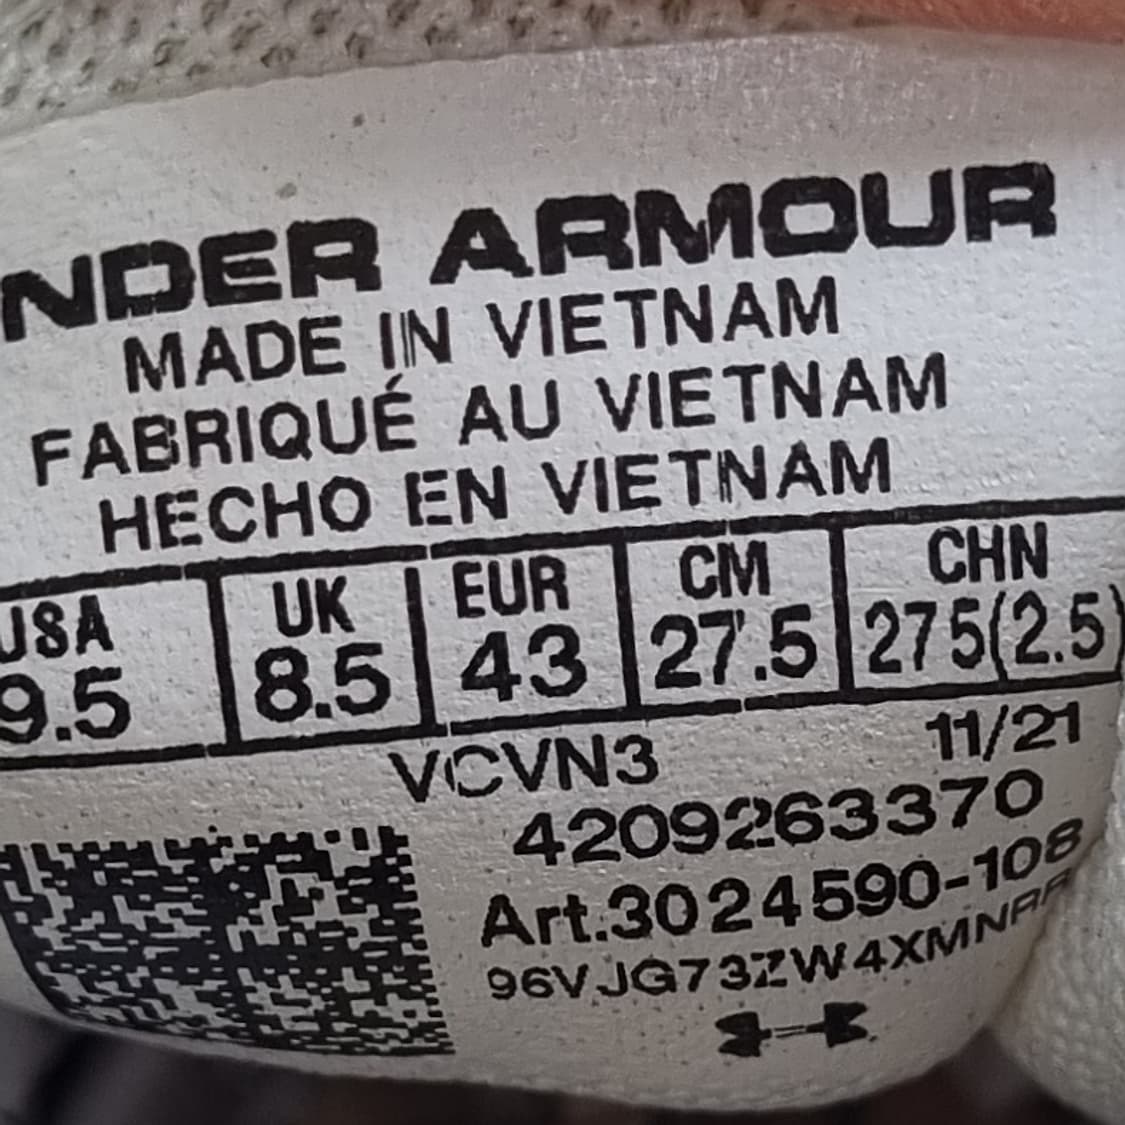 NDER ARMOUR
MADE IN VIETNAM
FABRIQUÉ AU VIETNAM
HECHO EN VIETNAM
USA UK EUR CM CHN
9.5 8.5 43 27.5 275(2.5)
VCVN3 11/21
4209263370
Art.3024590-108
96VJG73ZW4XMNRR